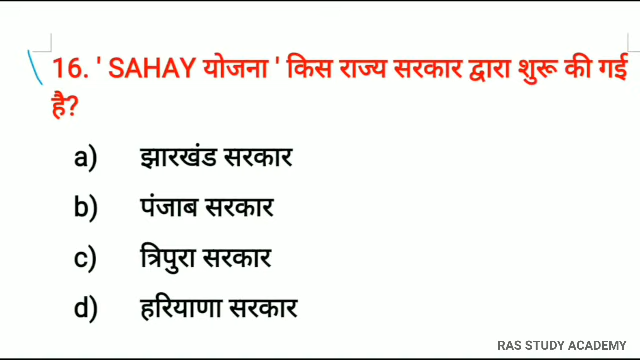 16. ' SAHAY योजना ' किस राज्य सरकार द्वारा शुरू की गई
है?
a) झारखंड सरकार
b) पंजाब सरकार
c) त्रिपुरा सरकार
d) हरियाणा सरकार
RAS STUDY ACADEMY